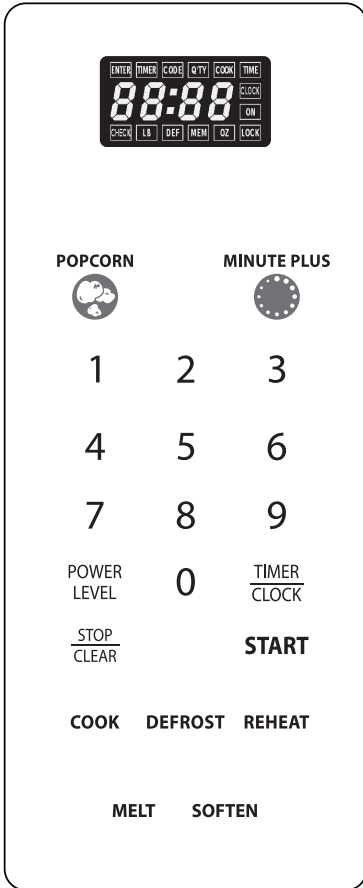 ENTER TIMER CODE Q'TY COOK TIME
88:88 CLOCK
ON
CHECK LB DEF MEM OZ LOCK
POPCORN MINUTE PLUS
1 2 3
4 5 6
7 8 9
POWER LEVEL 0 TIMER CLOCK
STOP CLEAR START
COOK DEFROST REHEAT
MELT SOFTEN